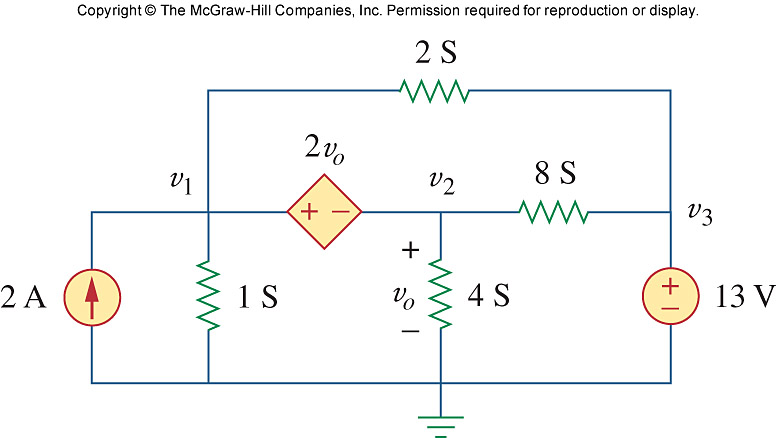 Copyright © The McGraw-Hill Companies, Inc. Permission required for reproduction or display.
2 S
2vₒ
v₁
v₂
8 S
v₃
+ −
+
2 A
1 S
vₒ
4 S
+
−
13 V
−